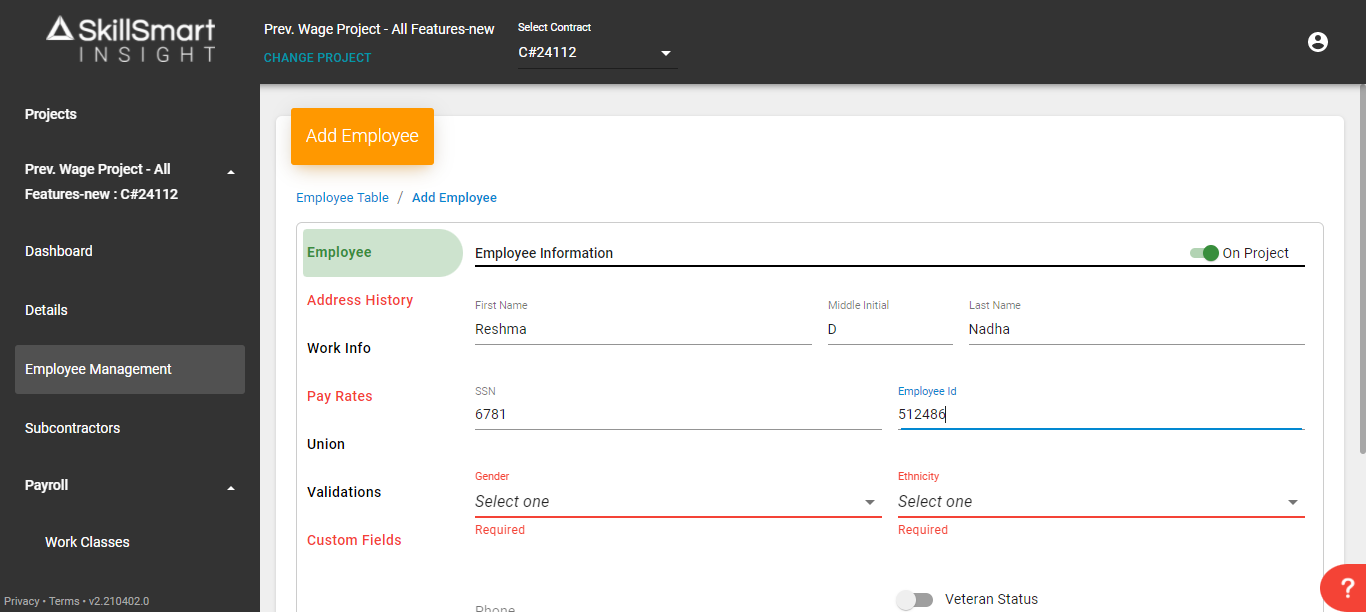 SkillSmart
INSIGHT
Prev. Wage Project - All Features-new
CHANGE PROJECT
Select Contract
C#24112
Projects
Prev. Wage Project - All
Features-new : C#24112
Dashboard
Details
Employee Management
Subcontractors
Payroll
Work Classes
Privacy • Terms • v2.210402.0
Add Employee
Employee Table / Add Employee
Employee
Address History
Work Info
Pay Rates
Union
Validations
Custom Fields
Employee Information
On Project
First Name
Reshma
Middle Initial
D
Last Name
Nadha
SSN
6781
Employee Id
512486
Gender
Select one
Required
Ethnicity
Select one
Required
Phone
Veteran Status
?